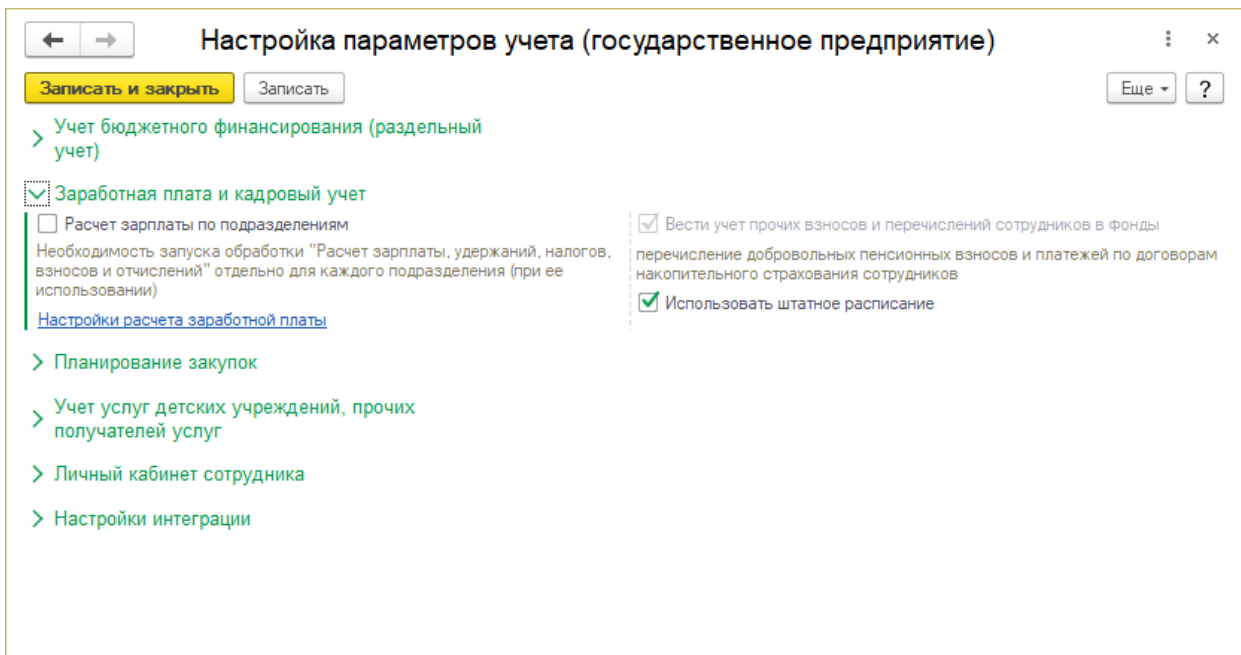 Настройка параметров учета (государственное предприятие)
Записать и закрыть
Записать
Еще
?
Учет бюджетного финансирования (раздельный
учет)
Заработная плата и кадровый учет
Расчет зарплаты по подразделениям
Необходимость запуска обработки "Расчет зарплаты, удержаний, налогов,
взносов и отчислений" отдельно для каждого подразделения (при ее
использовании)
Настройки расчета заработной платы
Вести учет прочих взносов и перечислений сотрудников в Фонды
перечисление добровольных пенсионных взносов и платежей по договорам
накопительного страхования сотрудников
Использовать штатное расписание
Планирование закупок
Учет услуг детских учреждений, прочих
получателей услуг
Личный кабинет сотрудника
Настройки интеграции